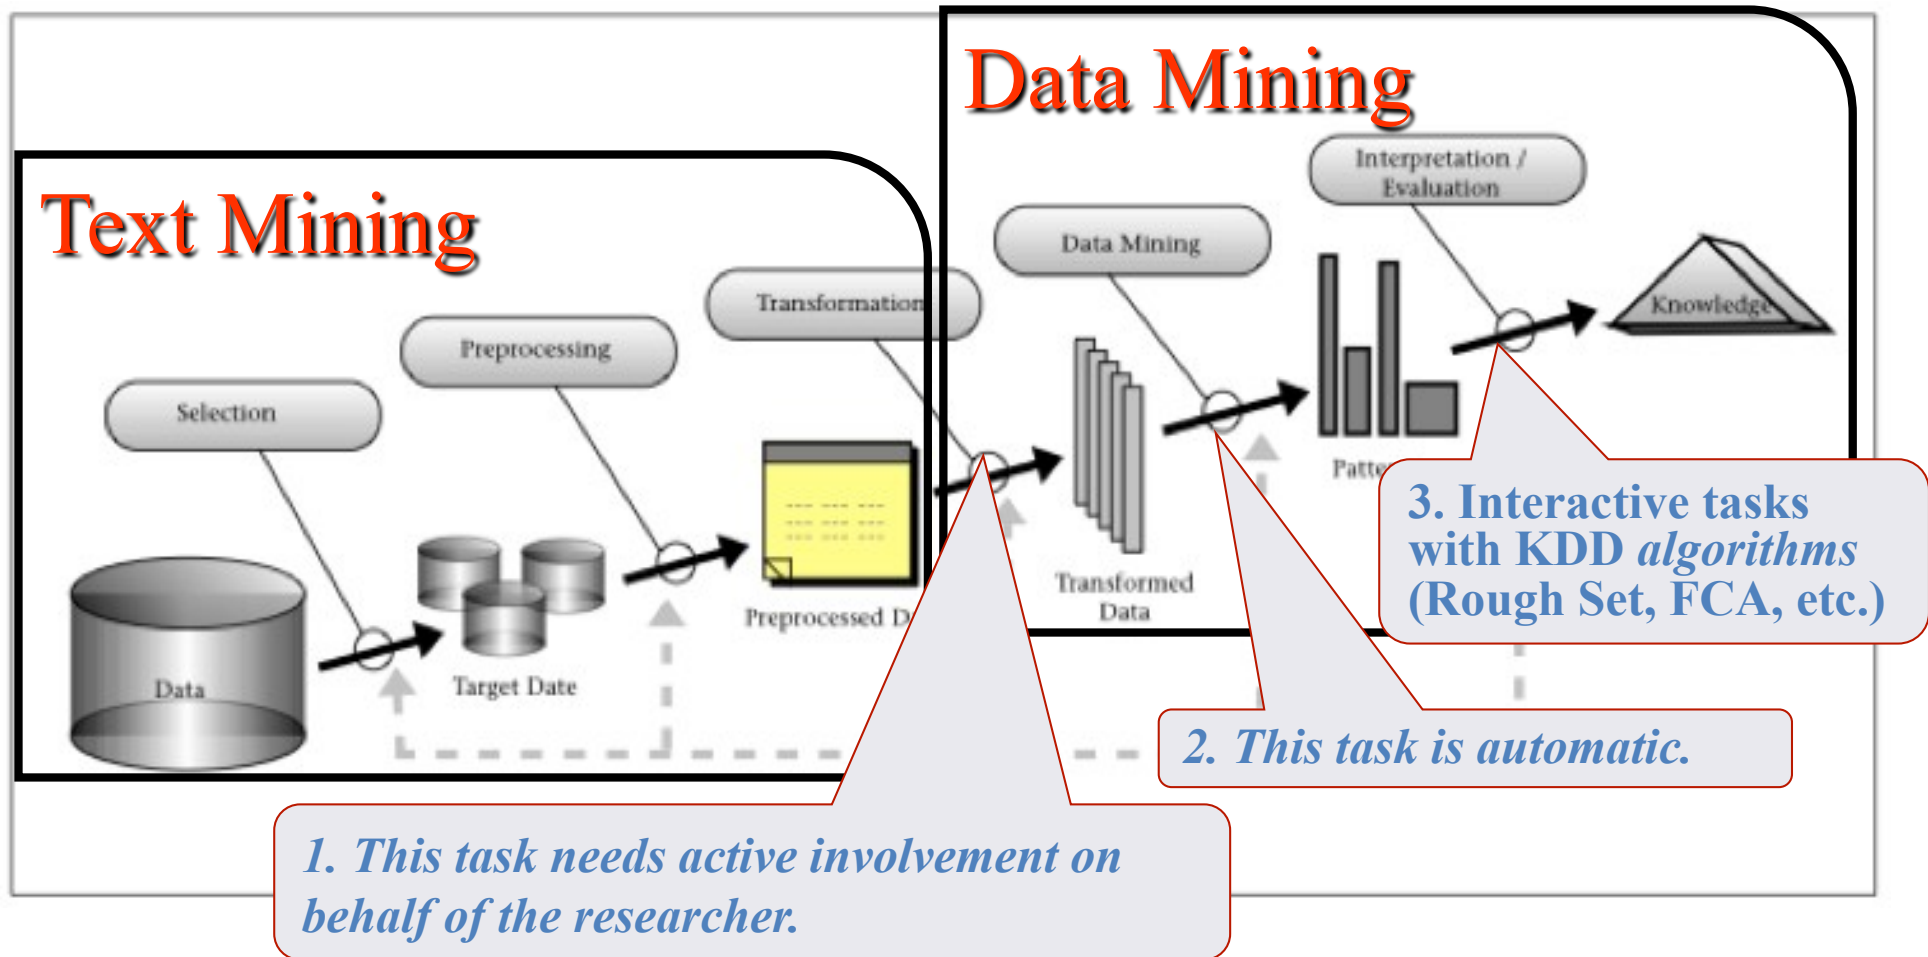 Data Mining
Text Mining
Interpretation /
Evaluation
Data Mining
Transformation
Preprocessing
Selection
Knowledge
Data
Target Date
Preprocessed
Transformed
Data
3. Interactive tasks
with KDD algorithms
(Rough Set, FCA, etc.)
2. This task is automatic.
1. This task needs active involvement on
behalf of the researcher.